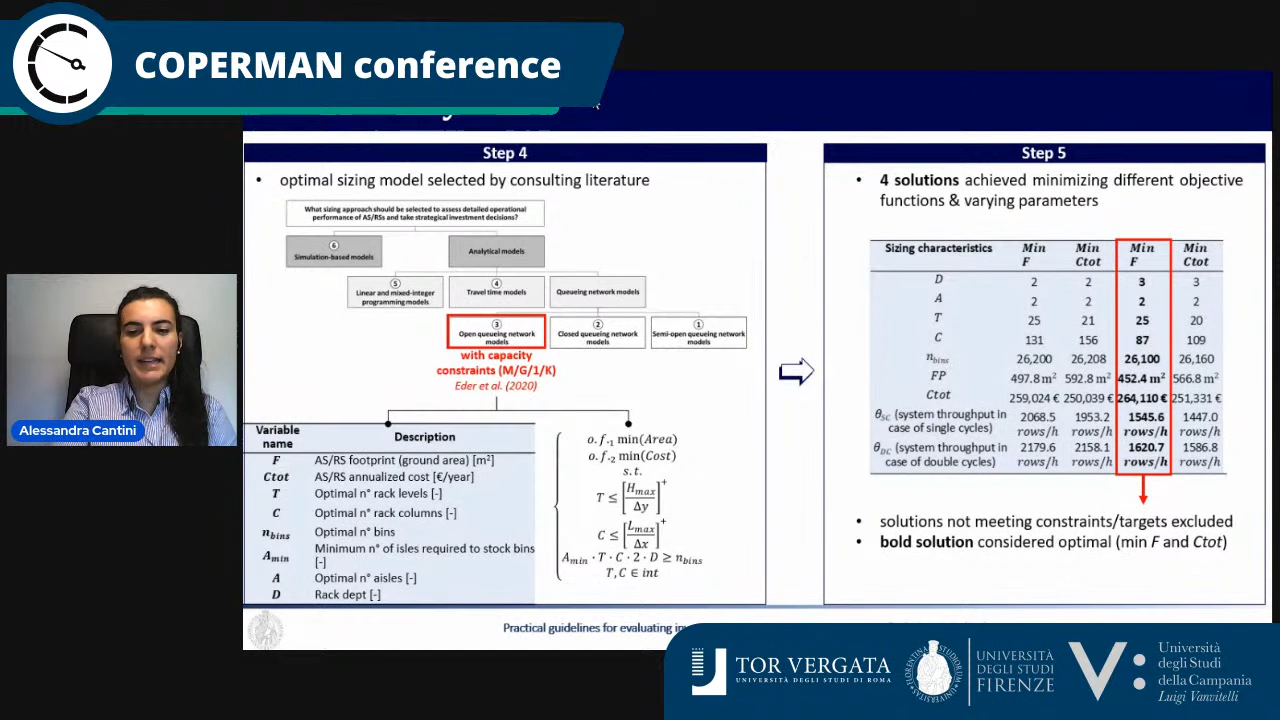 COPERMAN conference
Step 4
• optimal sizing model selected by consulting literature
What sizing approach should be selected to assess detailed operational
performance of AS/RSs and take strategical investment decisions?
6
Simulation-based models
Analytical models
5
Linear and mixed-integer
programming models
4
Travel time models
Queueing network models
3
Open queueing network
models
2
Closed queueing network
models
1
Semi-open queueing network
models
with capacity
constraints (M/G/1/K)
Eder et al. (2020)
Variable name Description
F AS/RS footprint (ground area) [m²]
Ctot AS/RS annualized cost [€/year]
T Optimal n° rack levels [-]
C Optimal n° rack columns [-]
n_bins Optimal n° bins
A_min Minimum n° of isles required to stock bins [-]
A Optimal n° aisles [-]
D Rack dept [-]
o.f.₁ min(Area)
o.f.₂ min(Cost)
s.t.
T ≤ [H_max / Δy]⁺
C ≤ [L_max / Δx]⁺
A_min · T · C · 2 · D ≥ n_bins
T, C ∈ int
Step 5
• 4 solutions achieved minimizing different objective
functions & varying parameters
Sizing characteristics Min F Min Ctot Min F Min Ctot
D 2 2 3 3
A 2 2 2 2
T 25 21 25 20
C 131 156 87 109
n_bins 26,200 26,208 26,100 26,160
FP 497.8 m² 592.8 m² 452.4 m² 566.8 m²
Ctot 259,024 € 250,039 € 264,110 € 251,331 €
θ_SC (system throughput in case of single cycles) 2068.5 rows/h 1953.2 rows/h 1545.6 rows/h 1447.0 rows/h
θ_DC (system throughput in case of double cycles) 2179.6 rows/h 2158.1 rows/h 1620.7 rows/h 1586.8 rows/h
• solutions not meeting constraints/targets excluded
• bold solution considered optimal (min F and Ctot)
Alessandra Cantini
Practical guidelines for evaluating
TOR VERGATA
UNIVERSITÀ DEGLI STUDI DI ROMA
UNIVERSITÀ
DEGLI STUDI
FIRENZE
Università
degli Studi
della Campania
Luigi Vanvitelli